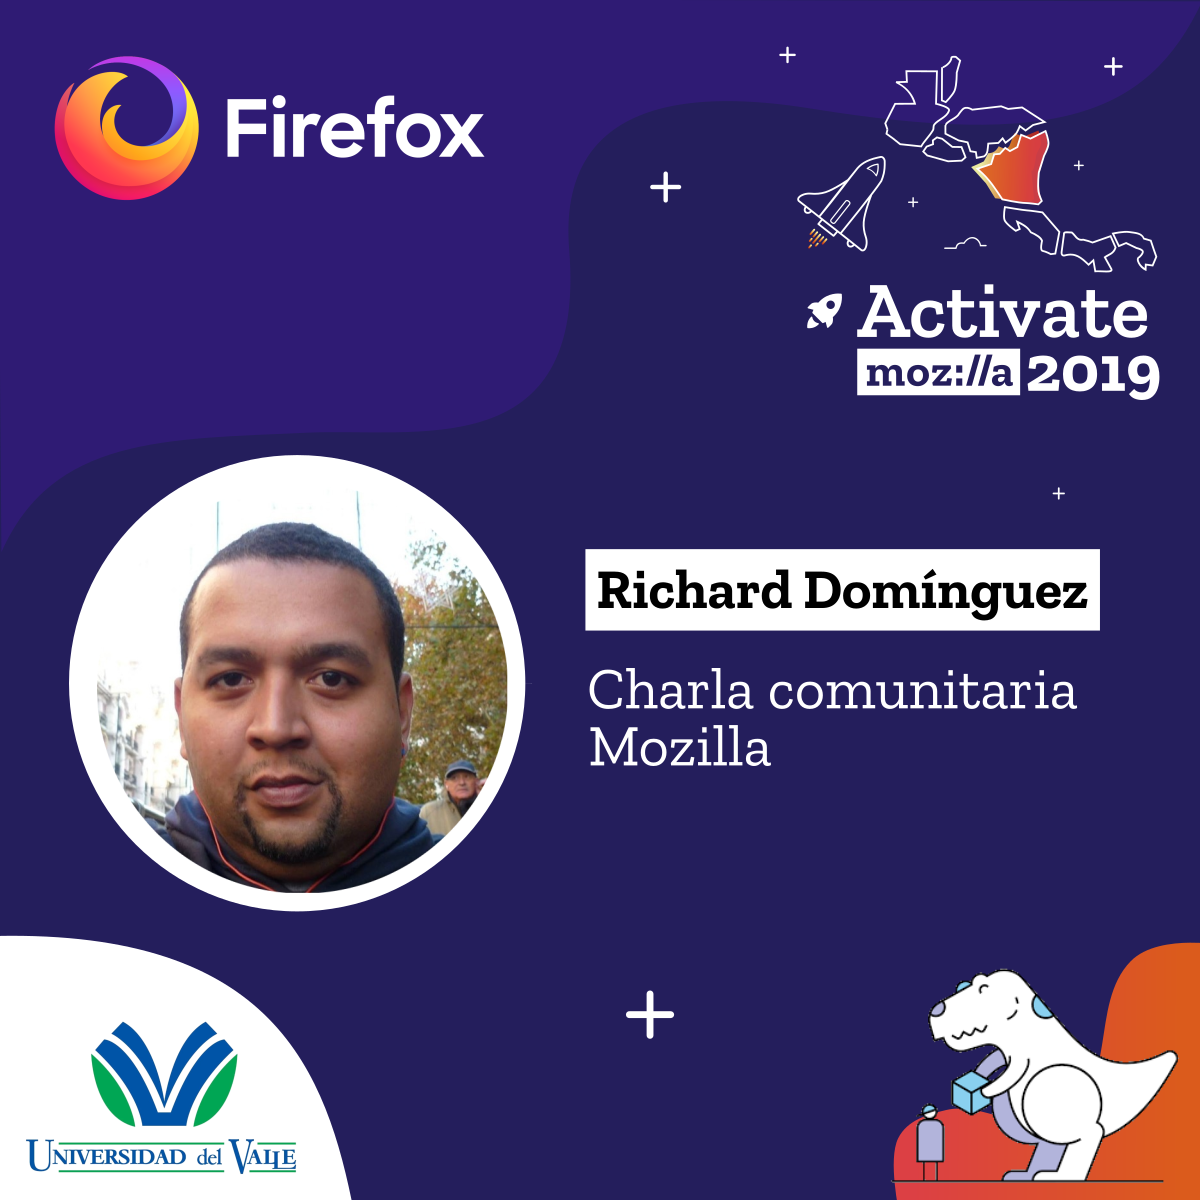 Firefox
Activate
moz://a 2019
Richard Domínguez
Charla comunitaria
Mozilla
UNIVERSIDAD del VALLE